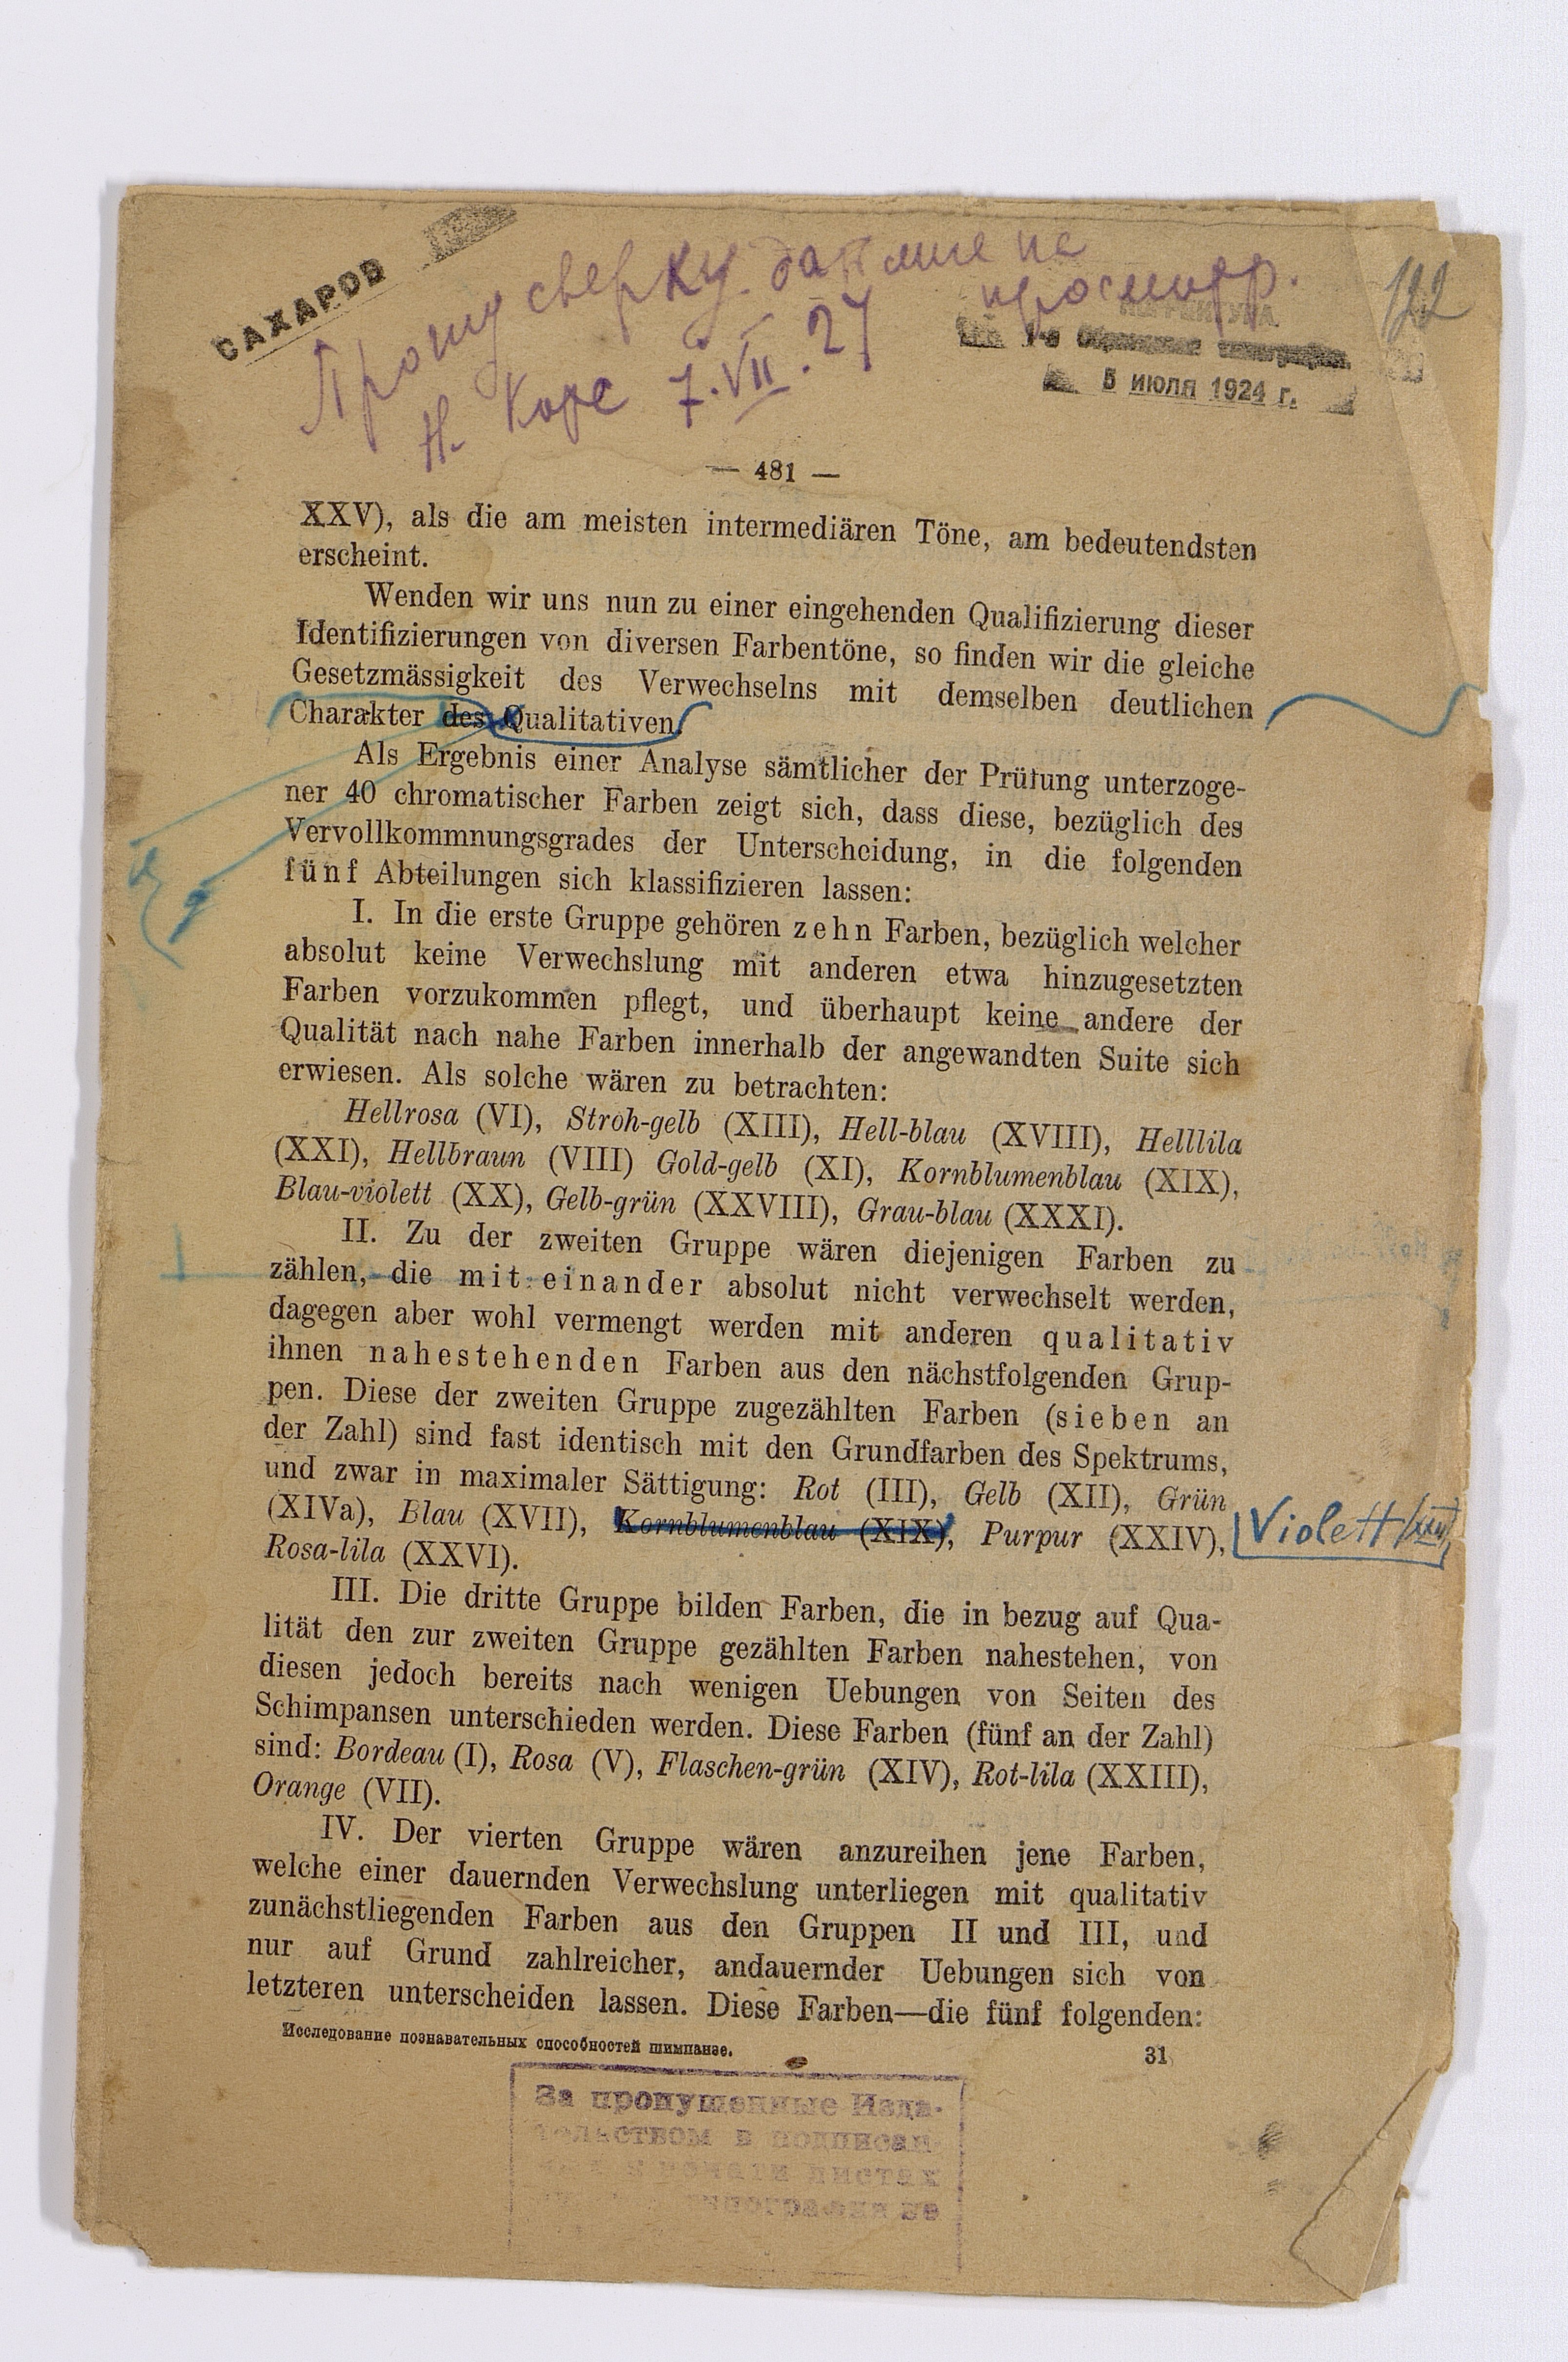 САХАРОВ
Прошу сверку дать мне на
просмотр.
Н. Котс 7.VII.24
122
5 июля 1924 г.
— 481 —
XXV), als die am meisten intermediären Töne, am bedeutendsten
erscheint.
Wenden wir uns nun zu einer eingehenden Qualifizierung dieser
Identifizierungen von diversen Farbentöne, so finden wir die gleiche
Gesetzmässigkeit des Verwechselns mit demselben deutlichen
Charakter des Qualitativen.
Als Ergebnis einer Analyse sämtlicher der Prüfung unterzoge-
ner 40 chromatischer Farben zeigt sich, dass diese, bezüglich des
Vervollkommnungsgrades der Unterscheidung, in die folgenden
fünf Abteilungen sich klassifizieren lassen:
I. In die erste Gruppe gehören zehn Farben, bezüglich welcher
absolut keine Verwechslung mit anderen etwa hinzugesetzten
Farben vorzukommen pflegt, und überhaupt keine andere der
Qualität nach nahe Farben innerhalb der angewandten Suite sich
erwiesen. Als solche wären zu betrachten:
Hellrosa (VI), Stroh-gelb (XIII), Hell-blau (XVIII), Helllila
(XXI), Hellbraun (VIII) Gold-gelb (XI), Kornblumenblau (XIX),
Blau-violett (XX), Gelb-grün (XXVIII), Grau-blau (XXXI).
II. Zu der zweiten Gruppe wären diejenigen Farben zu
zählen, die mit einander absolut nicht verwechselt werden,
dagegen aber wohl vermengt werden mit anderen qualitativ
ihnen nahestehenden Farben aus den nächstfolgenden Grup-
pen. Diese der zweiten Gruppe zugezählten Farben (sieben an
der Zahl) sind fast identisch mit den Grundfarben des Spektrums,
und zwar in maximaler Sättigung: Rot (III), Gelb (XII), Grün
(XIVa), Blau (XVII), Kornblumenblau (XIX), Purpur (XXIV), Violett
Rosa-lila (XXVI).
III. Die dritte Gruppe bilden Farben, die in bezug auf Qua-
lität den zur zweiten Gruppe gezählten Farben nahestehen, von
diesen jedoch bereits nach wenigen Uebungen von Seiten des
Schimpansen unterschieden werden. Diese Farben (fünf an der Zahl)
sind: Bordeau (I), Rosa (V), Flaschen-grün (XIV), Rot-lila (XXIII),
Orange (VII).
IV. Der vierten Gruppe wären anzureihen jene Farben,
welche einer dauernden Verwechslung unterliegen mit qualitativ
zunächstliegenden Farben aus den Gruppen II und III, und
nur auf Grund zahlreicher, andauernder Uebungen sich von
letzteren unterscheiden lassen. Diese Farben—die fünf folgenden:
Исследование познавательных способностей шимпанзе.
31
За пропущенные Изда-
тельством в подписан-
печати листах
типография не